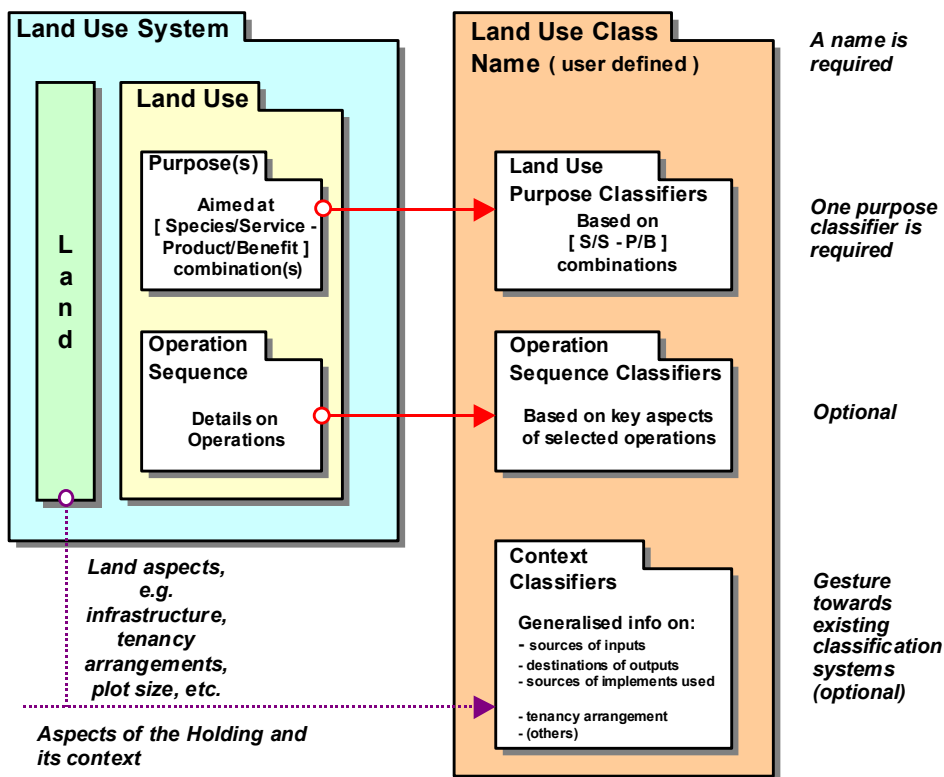 Land Use System
Land
Land Use
Purpose(s)
Aimed at
[ Species/Service -
Product/Benefit ]
combination(s)
Operation
Sequence
Details on
Operations
Land aspects,
e.g.
infrastructure,
tenancy
arrangements,
plot size, etc.
Aspects of the Holding and
its context
Land Use Class
Name ( user defined )
Land Use
Purpose Classifiers
Based on
[ S/S - P/B ]
combinations
Operation
Sequence Classifiers
Based on key aspects
of selected operations
Context
Classifiers
Generalised info on:
- sources of inputs
- destinations of outputs
- sources of implements used
- tenancy arrangement
- (others)
A name is
required
One purpose
classifier is
required
Optional
Gesture
towards
existing
classification
systems
(optional)